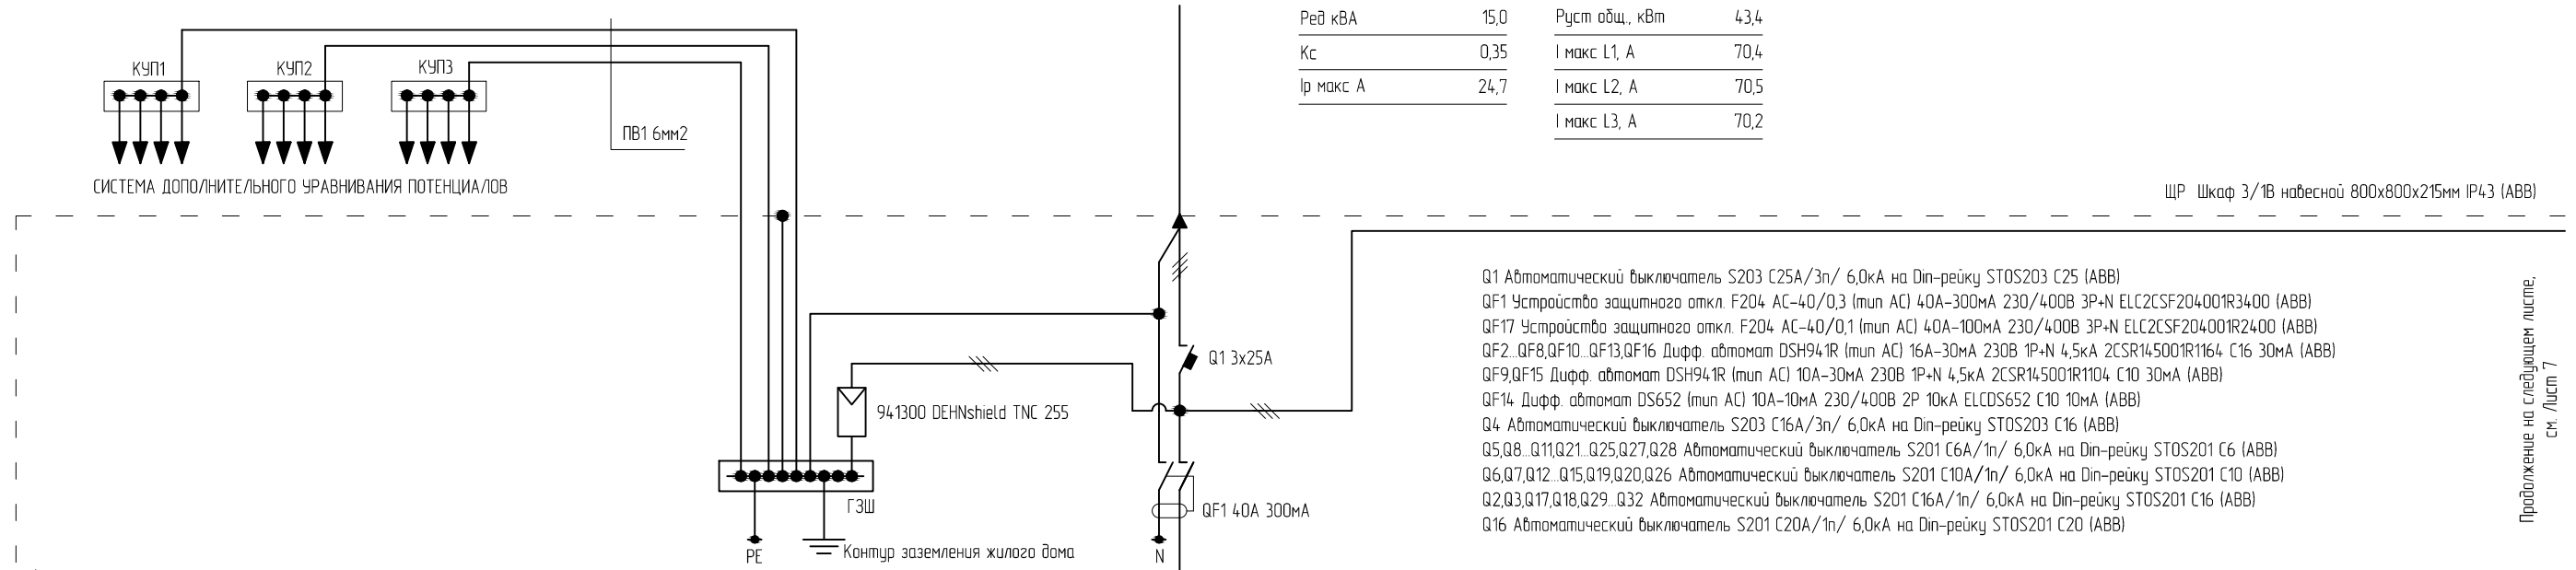 Ред кВА 15,0
Кс 0,35
Iр макс А 24,7
Руст общ., кВт 43,4
I макс L1, А 70,4
I макс L2, А 70,5
I макс L3, А 70,2
КУП1
КУП2
КУП3
ПВ1 6мм2
СИСТЕМА ДОПОЛНИТЕЛЬНОГО УРАВНИВАНИЯ ПОТЕНЦИАЛОВ
ЩР Шкаф 3/1В навесной 800х800х215мм IP43 (ABB)
Q1 Автоматический выключатель S203 C25A/3п/ 6,0кА на Din-рейку STOS203 C25 (ABB)
QF1 Устройство защитного откл. F204 AC-40/0,3 (тип AC) 40А-300мА 230/400В 3P+N ELC2CSF204001R3400 (ABB)
QF17 Устройство защитного откл. F204 AC-40/0,1 (тип AC) 40А-100мА 230/400В 3P+N ELC2CSF204001R2400 (ABB)
QF2...QF8,QF10...QF13,QF16 Дифф. автомат DSH941R (тип AC) 16А-30мА 230В 1P+N 4,5кА 2CSR145001R1164 C16 30мА (ABB)
QF9,QF15 Дифф. автомат DSH941R (тип AC) 10А-30мА 230В 1P+N 4,5кА 2CSR145001R1104 C10 30мА (ABB)
QF14 Дифф. автомат DS652 (тип AC) 10А-10мА 230/400В 2P 10кА ELCDS652 C10 10мА (ABB)
Q4 Автоматический выключатель S203 C16A/3п/ 6,0кА на Din-рейку STOS203 C16 (ABB)
Q5,Q8...Q11,Q21...Q25,Q27,Q28 Автоматический выключатель S201 C6A/1п/ 6,0кА на Din-рейку STOS201 C6 (ABB)
Q6,Q7,Q12...Q15,Q19,Q20,Q26 Автоматический выключатель S201 C10A/1п/ 6,0кА на Din-рейку STOS201 C10 (ABB)
Q2,Q3,Q17,Q18,Q29...Q32 Автоматический выключатель S201 C16A/1п/ 6,0кА на Din-рейку STOS201 C16 (ABB)
Q16 Автоматический выключатель S201 C20A/1п/ 6,0кА на Din-рейку STOS201 C20 (ABB)
Продолжение на следующем листе,
см. Лист 7
Q1 3х25А
941300 DEHNshield TNC 255
ГЗШ
QF1 40А 300мА
PE
Контур заземления жилого дома
N